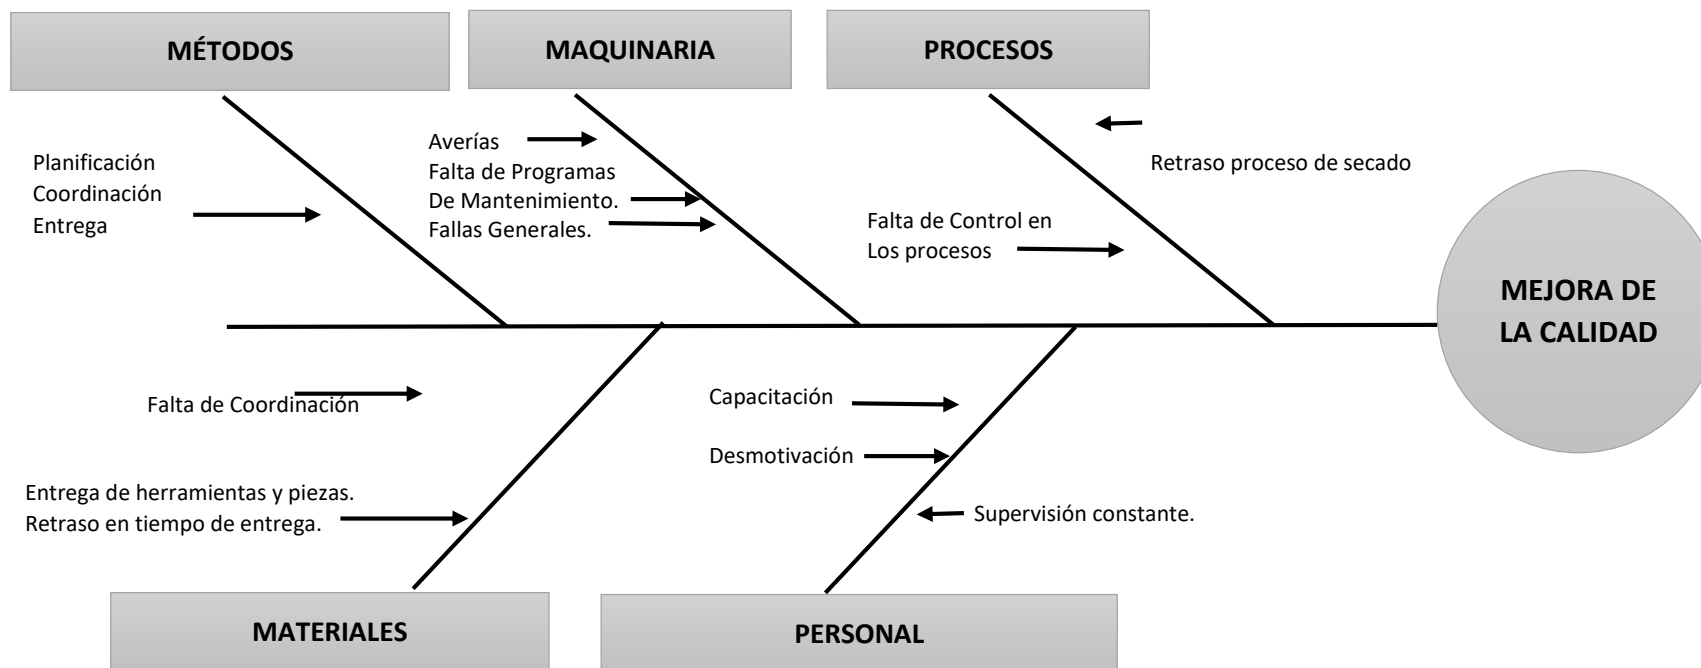 MÉTODOS
MAQUINARIA
PROCESOS
Planificación
Coordinación
Entrega
Averías
Falta de Programas
De Mantenimiento.
Fallas Generales.
Retraso proceso de secado
Falta de Control en
Los procesos
MEJORA DE
LA CALIDAD
Falta de Coordinación
Entrega de herramientas y piezas.
Retraso en tiempo de entrega.
Capacitación
Desmotivación
Supervisión constante.
MATERIALES
PERSONAL